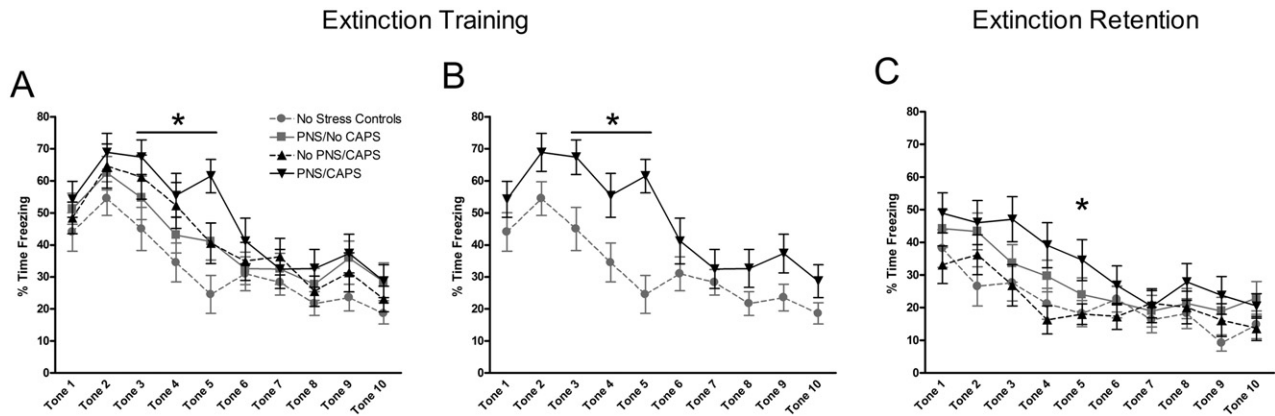 Extinction Training
Extinction Retention
A
% Time Freezing
80
70
60
50
40
30
20
10
0
*
No Stress Controls
PNS/No CAPS
No PNS/CAPS
PNS/CAPS
Tone 1
Tone 2
Tone 3
Tone 4
Tone 5
Tone 6
Tone 7
Tone 8
Tone 9
Tone 10
B
% Time Freezing
80
70
60
50
40
30
20
10
0
*
Tone 1
Tone 2
Tone 3
Tone 4
Tone 5
Tone 6
Tone 7
Tone 8
Tone 9
Tone 10
C
% Time Freezing
80
70
60
50
40
30
20
10
0
*
Tone 1
Tone 2
Tone 3
Tone 4
Tone 5
Tone 6
Tone 7
Tone 8
Tone 9
Tone 10